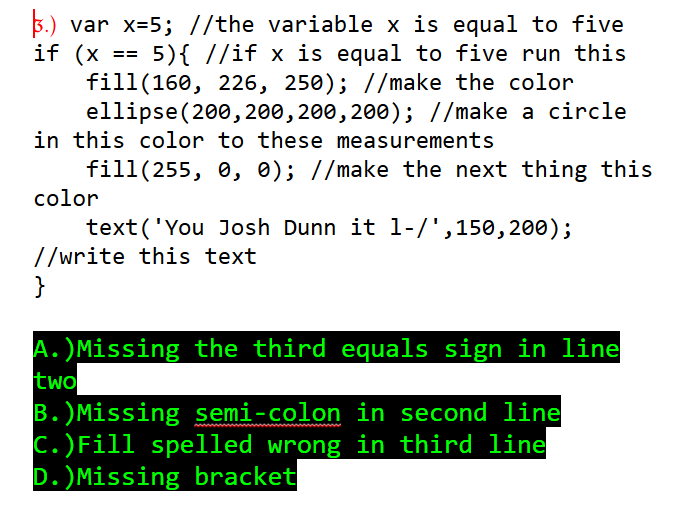 3.) var x=5; //the variable x is equal to five
if (x == 5){ //if x is equal to five run this
    fill(160, 226, 250); //make the color
    ellipse(200,200,200,200); //make a circle
in this color to these measurements
    fill(255, 0, 0); //make the next thing this
color
    text('You Josh Dunn it l-/',150,200);
//write this text
}
A.)Missing the third equals sign in line
two
B.)Missing semi-colon in second line
C.)Fill spelled wrong in third line
D.)Missing bracket